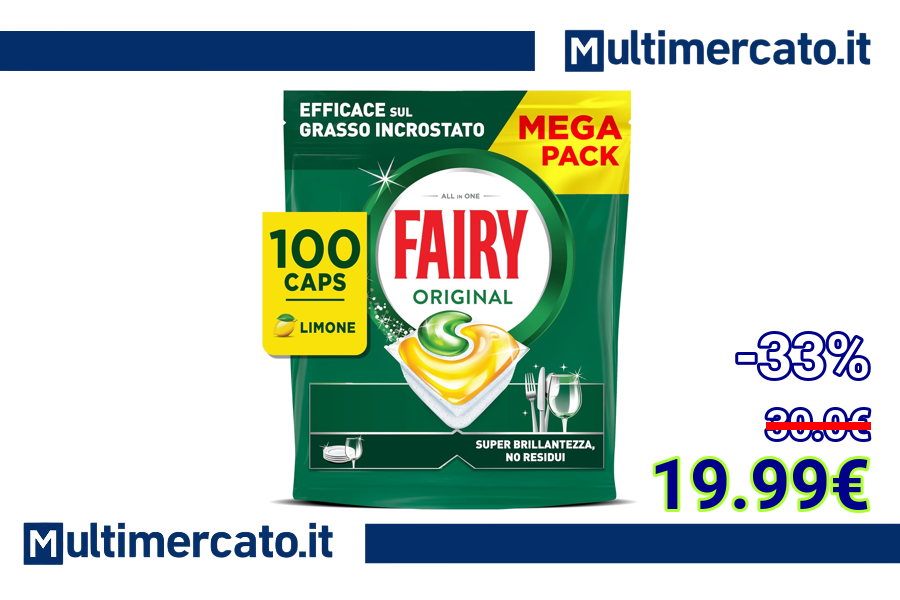 Multimercato.it
EFFICACE SUL
GRASSO INCROSTATO
MEGA
PACK
ALL in ONE
FAIRY
ORIGINAL
100
CAPS
LIMONE
SUPER BRILLANTEZZA,
NO RESIDUI
-33%
30.0€
19.99€
Multimercato.it